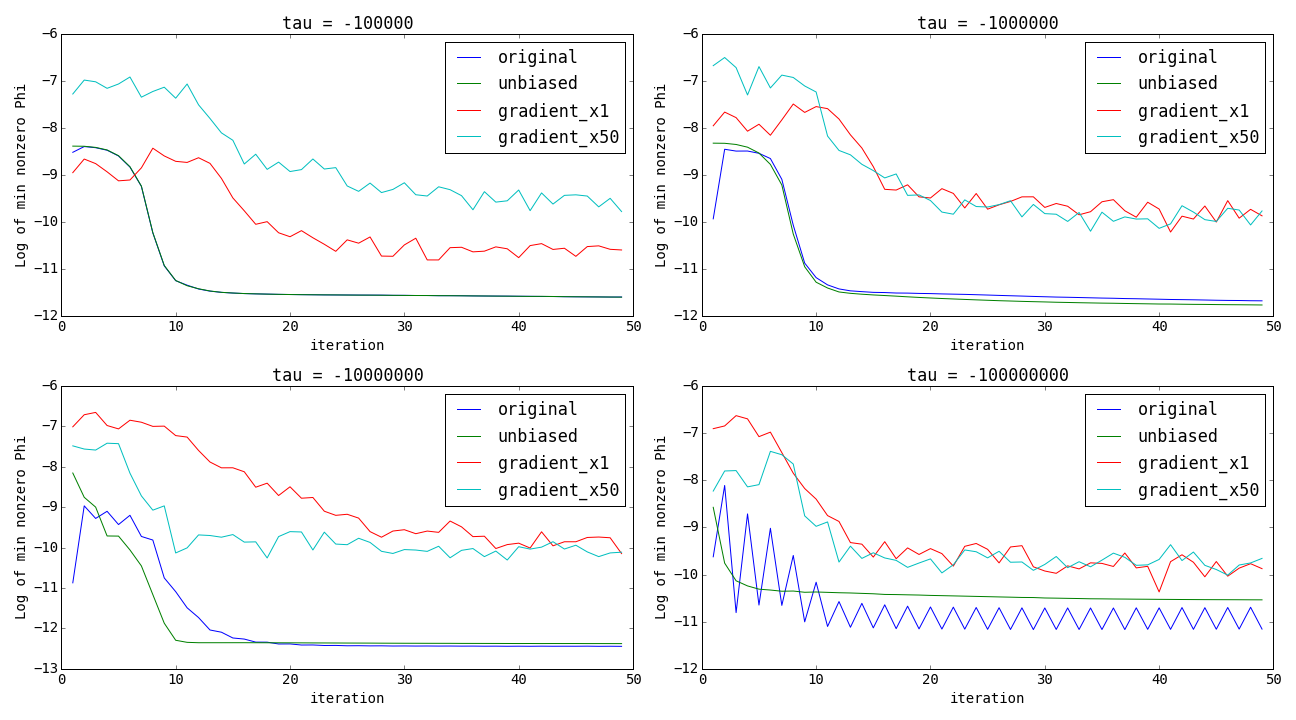 tau = -100000
Log of min nonzero Phi
−6
−7
−8
−9
−10
−11
−12
original
unbiased
gradient_x1
gradient_x50
0 10 20 30 40 50
iteration
tau = -1000000
Log of min nonzero Phi
−6
−7
−8
−9
−10
−11
−12
original
unbiased
gradient_x1
gradient_x50
0 10 20 30 40 50
iteration
tau = -10000000
Log of min nonzero Phi
−6
−7
−8
−9
−10
−11
−12
−13
original
unbiased
gradient_x1
gradient_x50
0 10 20 30 40 50
iteration
tau = -100000000
Log of min nonzero Phi
−6
−7
−8
−9
−10
−11
−12
original
unbiased
gradient_x1
gradient_x50
0 10 20 30 40 50
iteration